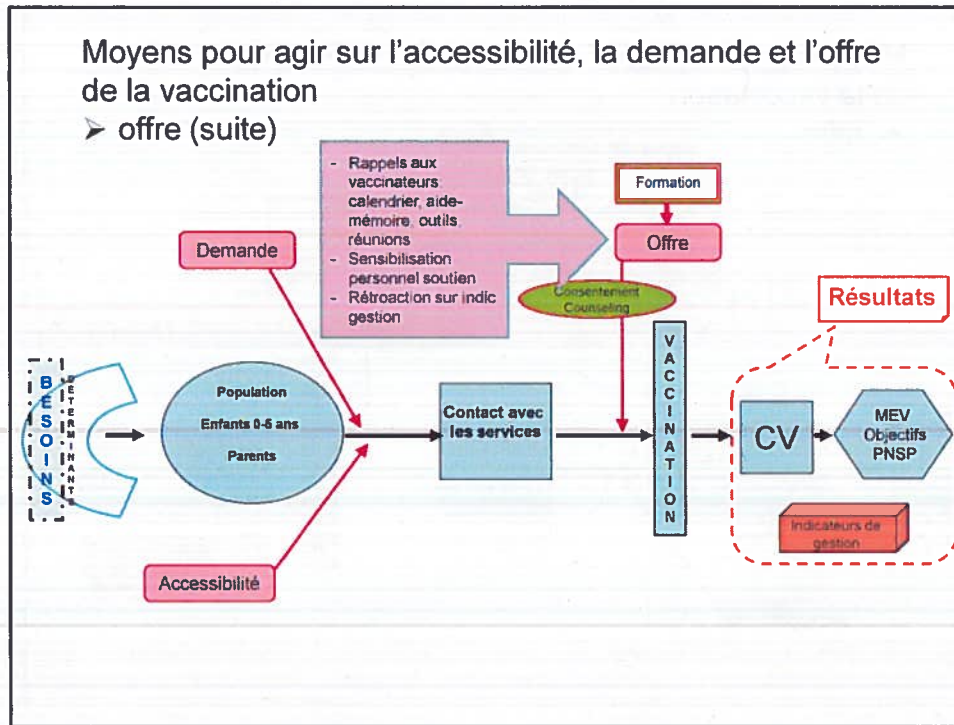 Moyens pour agir sur l'accessibilité, la demande et l'offre
de la vaccination
➢ offre (suite)
- Rappels aux
vaccinateurs:
calendrier, aide-
mémoire, outils,
réunions
- Sensibilisation
personnel soutien
- Rétroaction sur indic
gestion
Formation
Offre
Demande
Consentement
Counseling
Résultats
BESOINS
DÉTERMINANTS
Population
Enfants 0-5 ans
Parents
Contact avec
les services
VACCINATION
CV
MEV
Objectifs
PNSP
Indicateurs de
gestion
Accessibilité